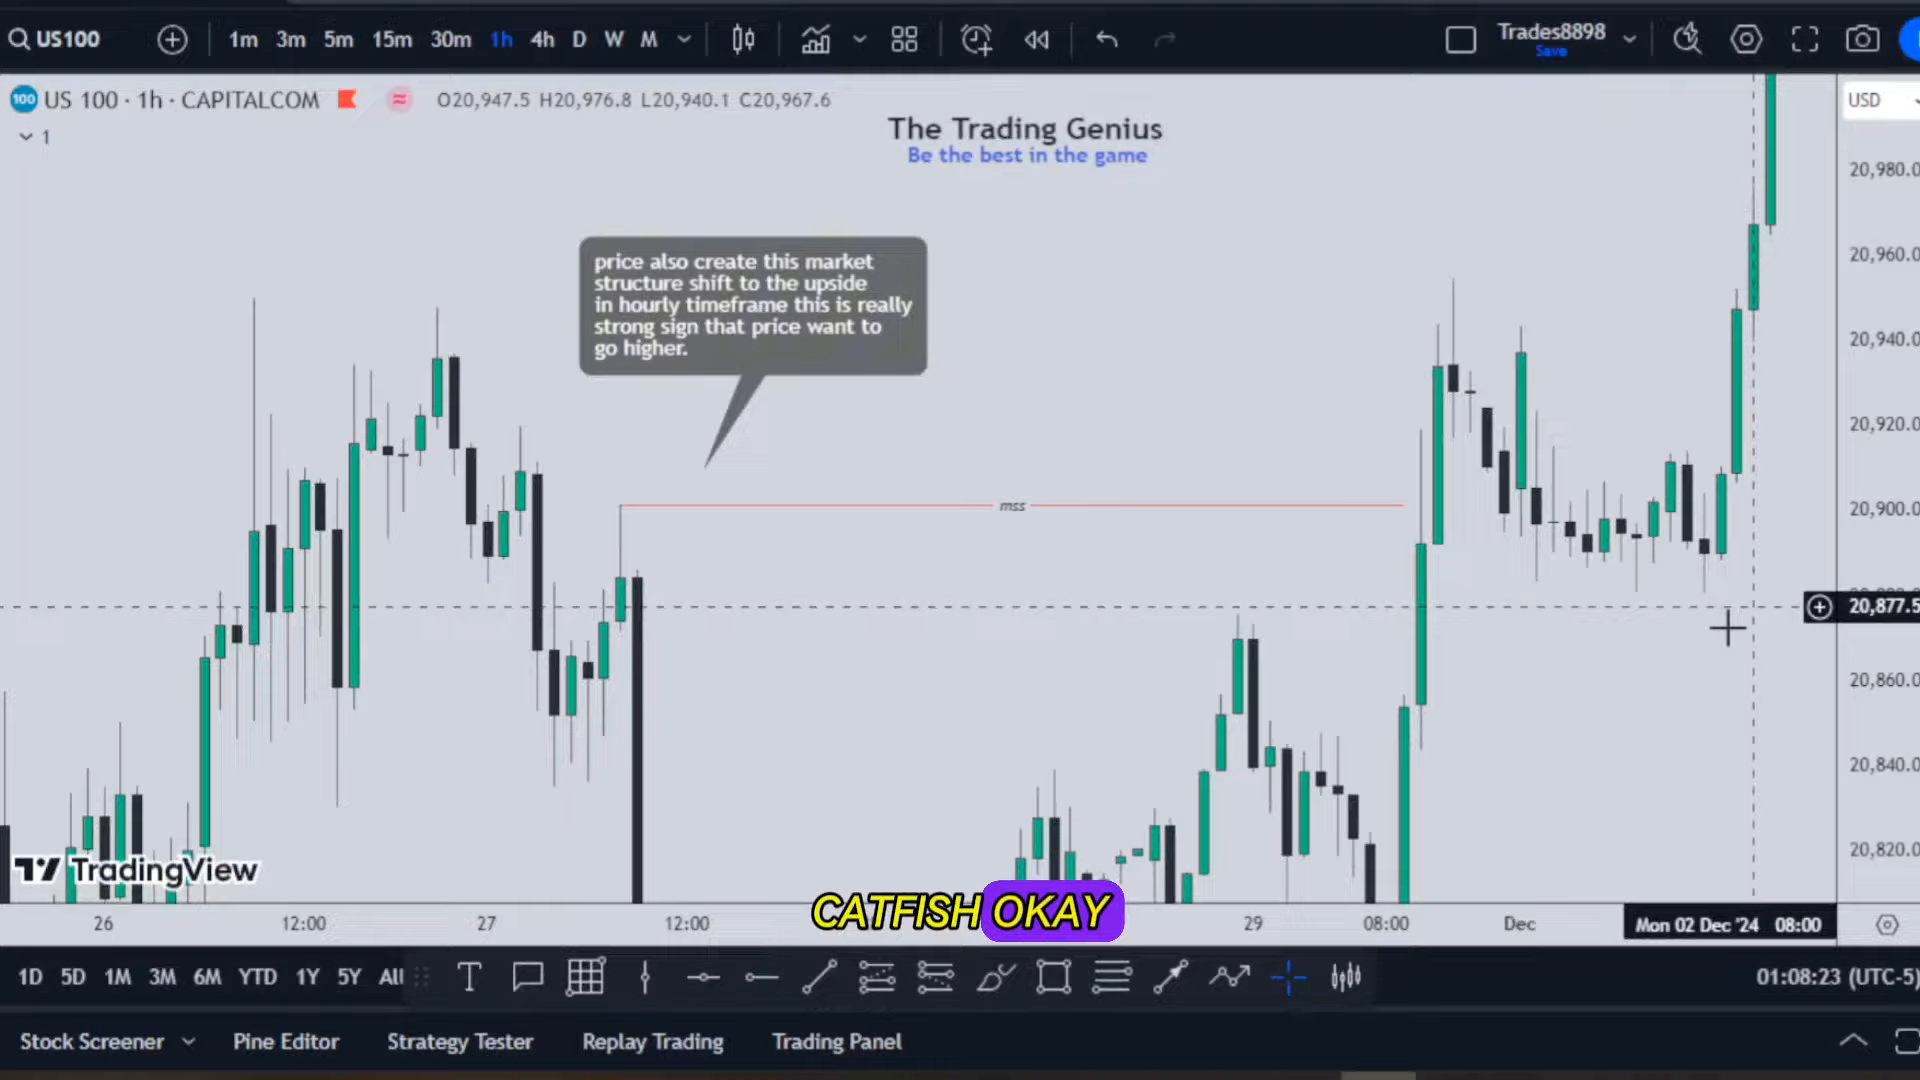 US100
1m 3m 5m 15m 30m 1h 4h D W M
Trades8898
Save
100 US 100 · 1h · CAPITALCOM O20,947.5 H20,976.8 L20,940.1 C20,967.6
USD
1
The Trading Genius
Be the best in the game
price also create this market
structure shift to the upside
in hourly timeframe this is really
strong sign that price want to
go higher.
mss
20,980.0
20,960.0
20,940.0
20,920.0
20,900.0
20,877.5
20,860.0
20,840.0
20,820.0
TradingView
CATFISH OKAY
26 12:00 27 12:00 29 08:00 Dec Mon 02 Dec '24 08:00
1D 5D 1M 3M 6M YTD 1Y 5Y All
01:08:23 (UTC-5)
Stock Screener Pine Editor Strategy Tester Replay Trading Trading Panel